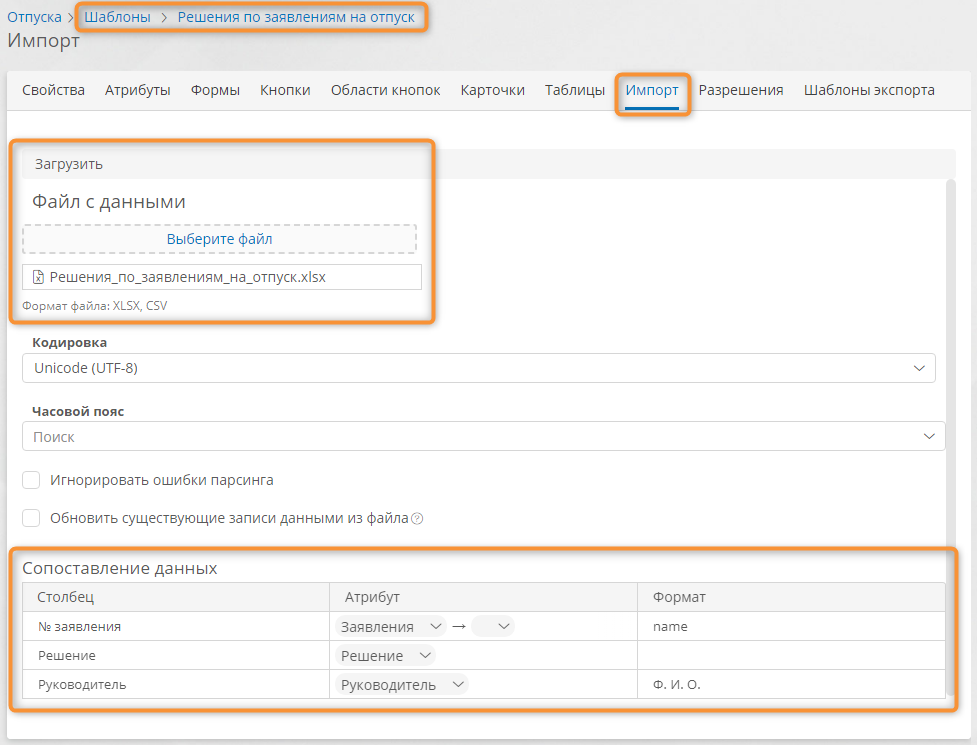 Отпуска > Шаблоны > Решения по заявлениям на отпуск
Импорт
Свойства Атрибуты Формы Кнопки Области кнопок Карточки Таблицы Импорт Разрешения Шаблоны экспорта
Загрузить
Файл с данными
Выберите файл
Решения_по_заявлениям_на_отпуск.xlsx
Формат файла: XLSX, CSV
Кодировка
Unicode (UTF-8)
Часовой пояс
Поиск
Игнорировать ошибки парсинга
Обновить существующие записи данными из файла ?
Сопоставление данных
Столбец Атрибут Формат
№ заявления Заявления → name
Решение Решение
Руководитель Руководитель Ф. И. О.